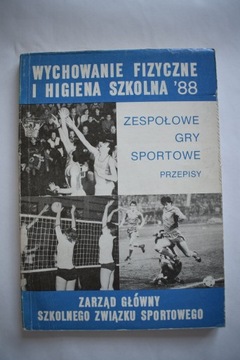 WYCHOWANIE FIZYCZNE
I HIGIENA SZKOLNA '88
ZESPOŁOWE
GRY
SPORTOWE
PRZEPISY
ZARZĄD GŁÓWNY
SZKOLNEGO ZWIĄZKU SPORTOWEGO